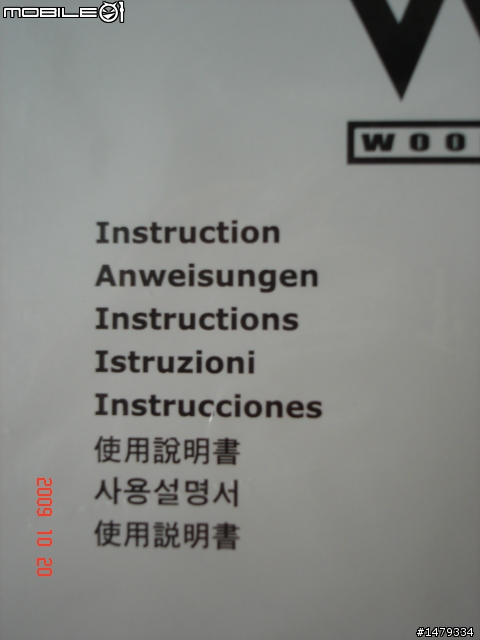 MOBILE01
WOO
Instruction
Anweisungen
Instructions
Istruzioni
Instrucciones
使用說明書
사용설명서
使用説明書
2009 10 20
#1479334